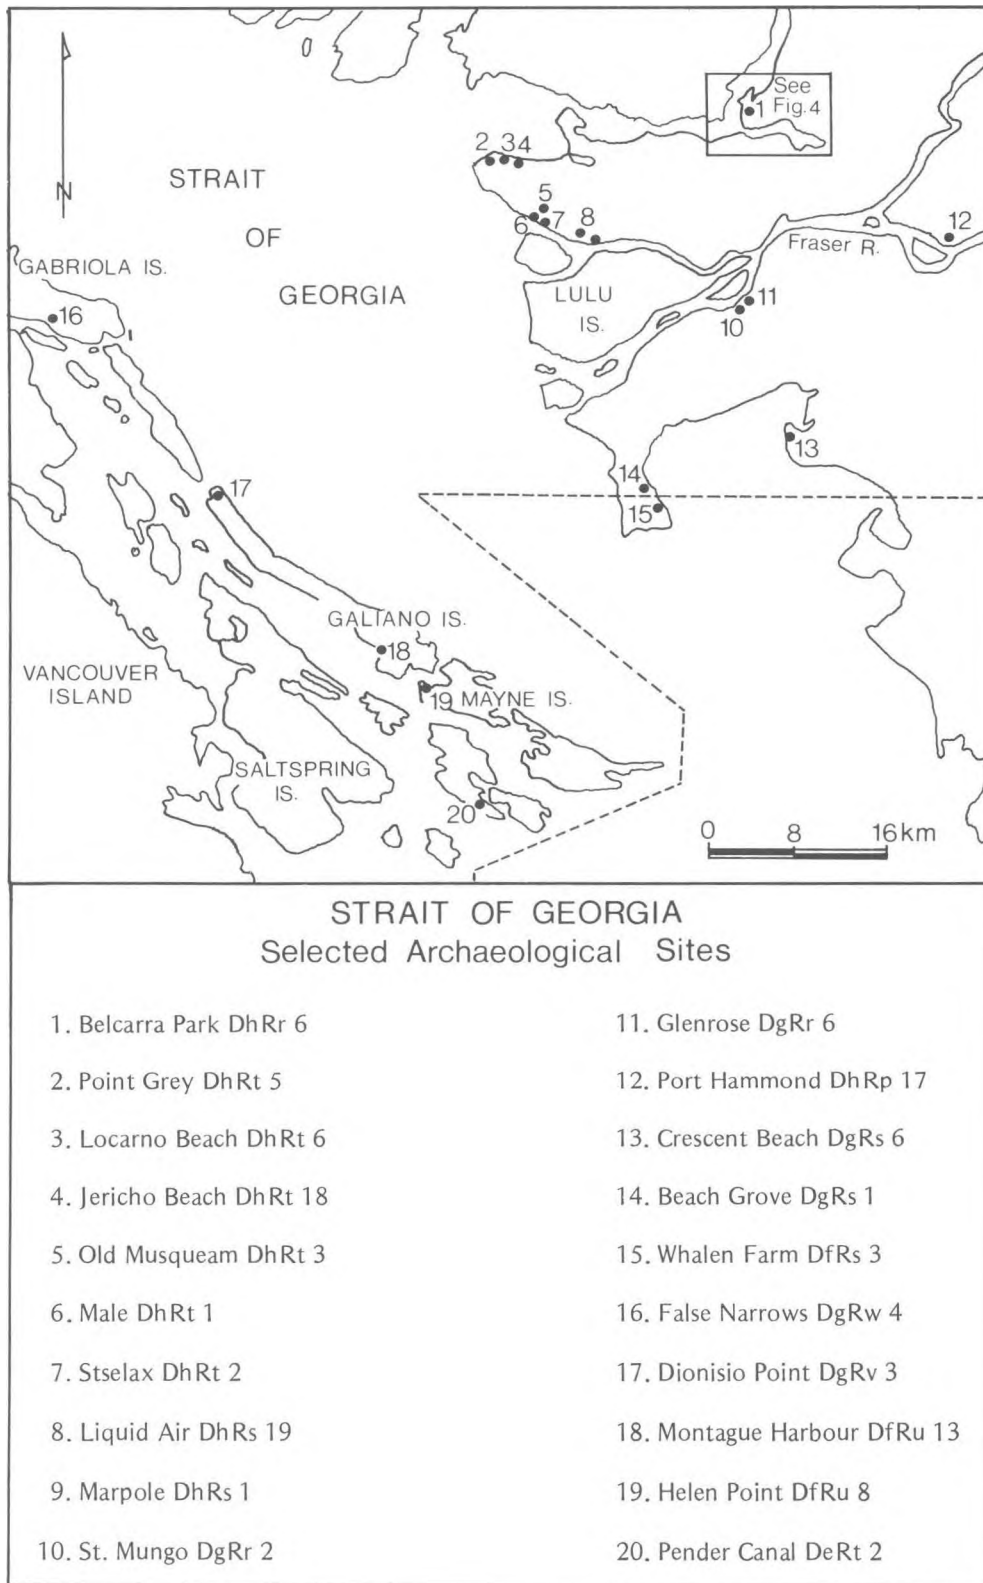 See
Fig.4
1
2 3 4
5
6 7 8
STRAIT
OF
GEORGIA
N
GABRIOLA IS.
16
Fraser R.
12
LULU
IS.
11
10
13
14
15
17
GALIANO IS.
18
19 MAYNE IS.
VANCOUVER
ISLAND
SALTSPRING
IS.
20
0 8 16km
STRAIT OF GEORGIA
Selected Archaeological Sites
1. Belcarra Park DhRr 6
2. Point Grey DhRt 5
3. Locarno Beach DhRt 6
4. Jericho Beach DhRt 18
5. Old Musqueam DhRt 3
6. Male DhRt 1
7. Stselax DhRt 2
8. Liquid Air DhRs 19
9. Marpole DhRs 1
10. St. Mungo DgRr 2
11. Glenrose DgRr 6
12. Port Hammond DhRp 17
13. Crescent Beach DgRs 6
14. Beach Grove DgRs 1
15. Whalen Farm DfRs 3
16. False Narrows DgRw 4
17. Dionisio Point DgRv 3
18. Montague Harbour DfRu 13
19. Helen Point DfRu 8
20. Pender Canal DeRt 2